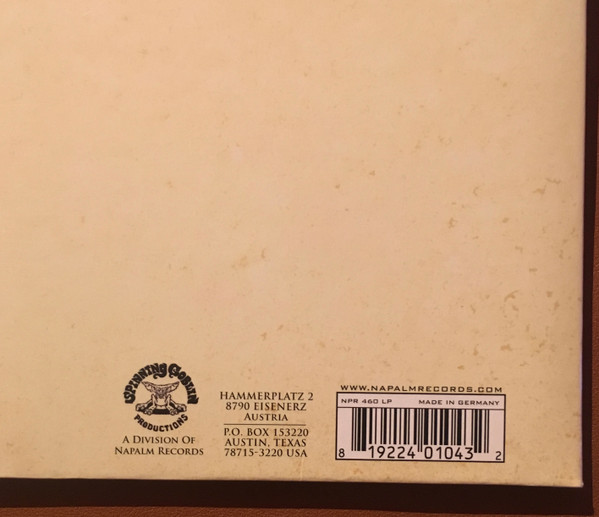 SPINNING GOBLIN
PRODUCTIONS
A DIVISION OF
NAPALM RECORDS
HAMMERPLATZ 2
8790 EISENERZ
AUSTRIA
P.O. BOX 153220
AUSTIN, TEXAS
78715-3220 USA
WWW.NAPALMRECORDS.COM
NPR 460 LP MADE IN GERMANY
8 19224 01043 2